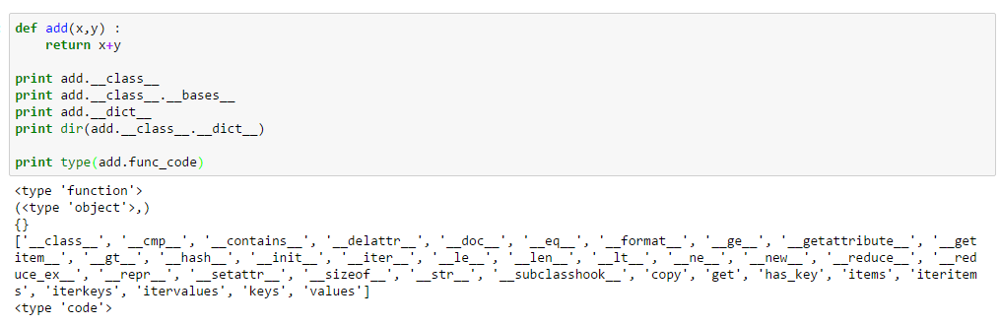 def add(x,y) :
    return x+y
print add.__class__
print add.__class__.__bases__
print add.__dict__
print dir(add.__class__.__dict__)
print type(add.func_code)
<type 'function'>
(<type 'object'>,)
{}
['__class__', '__cmp__', '__contains__', '__delattr__', '__doc__', '__eq__', '__format__', '__ge__', '__getattribute__', '__get
item__', '__gt__', '__hash__', '__init__', '__iter__', '__le__', '__len__', '__lt__', '__ne__', '__new__', '__reduce__', '__red
uce_ex__', '__repr__', '__setattr__', '__sizeof__', '__str__', '__subclasshook__', 'copy', 'get', 'has_key', 'items', 'iteritem
s', 'iterkeys', 'itervalues', 'keys', 'values']
<type 'code'>